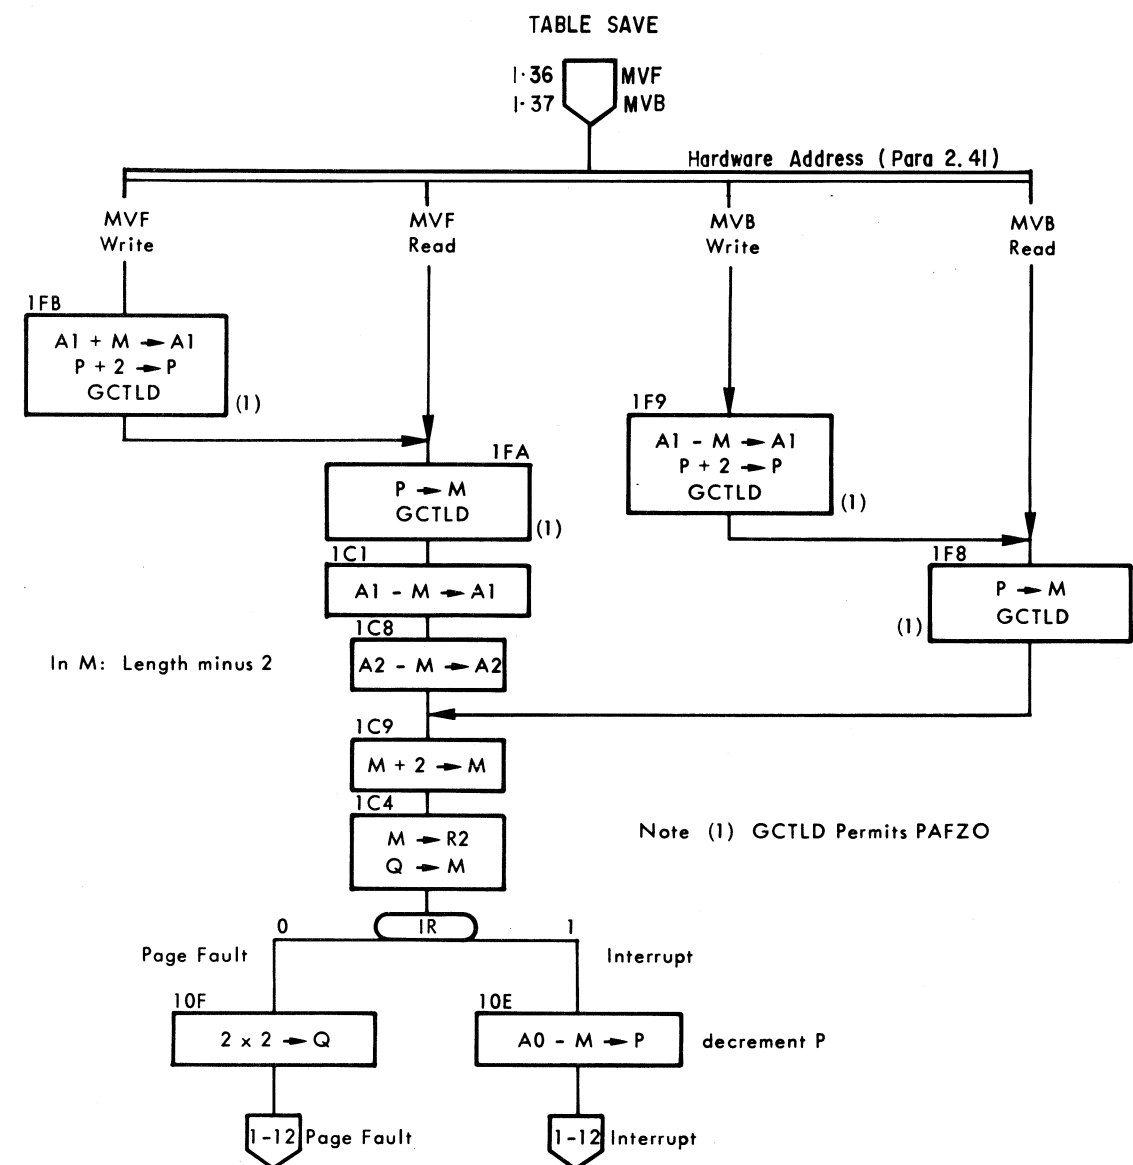 TABLE SAVE
1·36 MVF
1·37 MVB
Hardware Address (Para 2.41)
MVF Write
MVF Read
MVB Write
MVB Read
1FB
A1 + M → A1
P + 2 → P
GCTLD
(1)
1F9
A1 - M → A1
P + 2 → P
GCTLD
(1)
1FA
P → M
GCTLD
(1)
1F8
P → M
GCTLD
(1)
1C1
A1 - M → A1
1C8
In M: Length minus 2
A2 - M → A2
1C9
M + 2 → M
1C4
M → R2
Q → M
Note (1) GCTLD Permits PAFZO
0 IR 1
Page Fault
Interrupt
10F
2 x 2 → Q
10E
A0 - M → P
decrement P
1-12 Page Fault
1-12 Interrupt